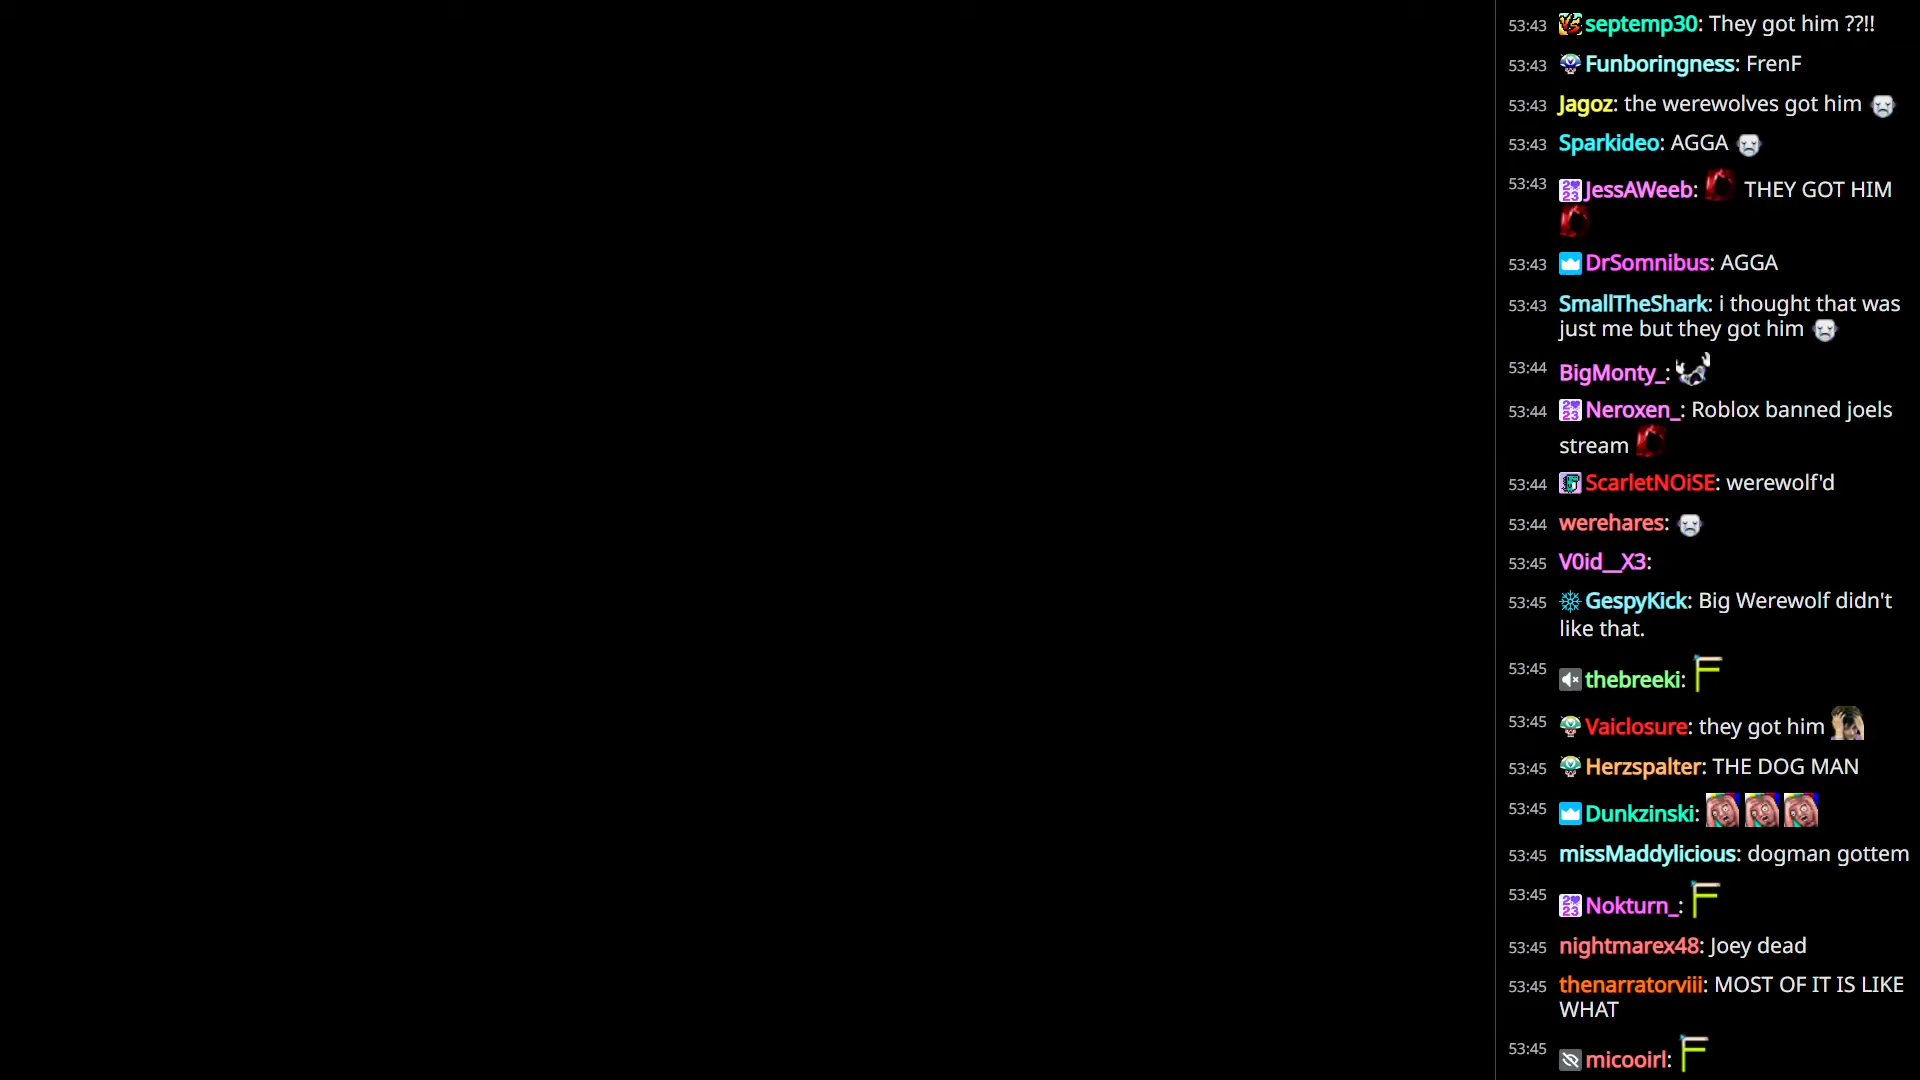 53:43 septemp30: They got him ??!!
53:43 Funboringness: FrenF
53:43 Jagoz: the werewolves got him
53:43 Sparkideo: AGGA
53:43 JessAWeeb: THEY GOT HIM
53:43 DrSomnibus: AGGA
53:43 SmallTheShark: i thought that was
just me but they got him
53:44 BigMonty_:
53:44 Neroxen_: Roblox banned joels
stream
53:44 ScarletNOiSE: werewolf'd
53:44 werehares:
53:45 V0id__X3:
53:45 GespyKick: Big Werewolf didn't
like that.
53:45 thebreeki: F
53:45 Vaiclosure: they got him
53:45 Herzspalter: THE DOG MAN
53:45 Dunkzinski:
53:45 missMaddylicious: dogman gottem
53:45 Nokturn_: F
53:45 nightmarex48: Joey dead
53:45 thenarratorviii: MOST OF IT IS LIKE
WHAT
53:45 micooirl: F